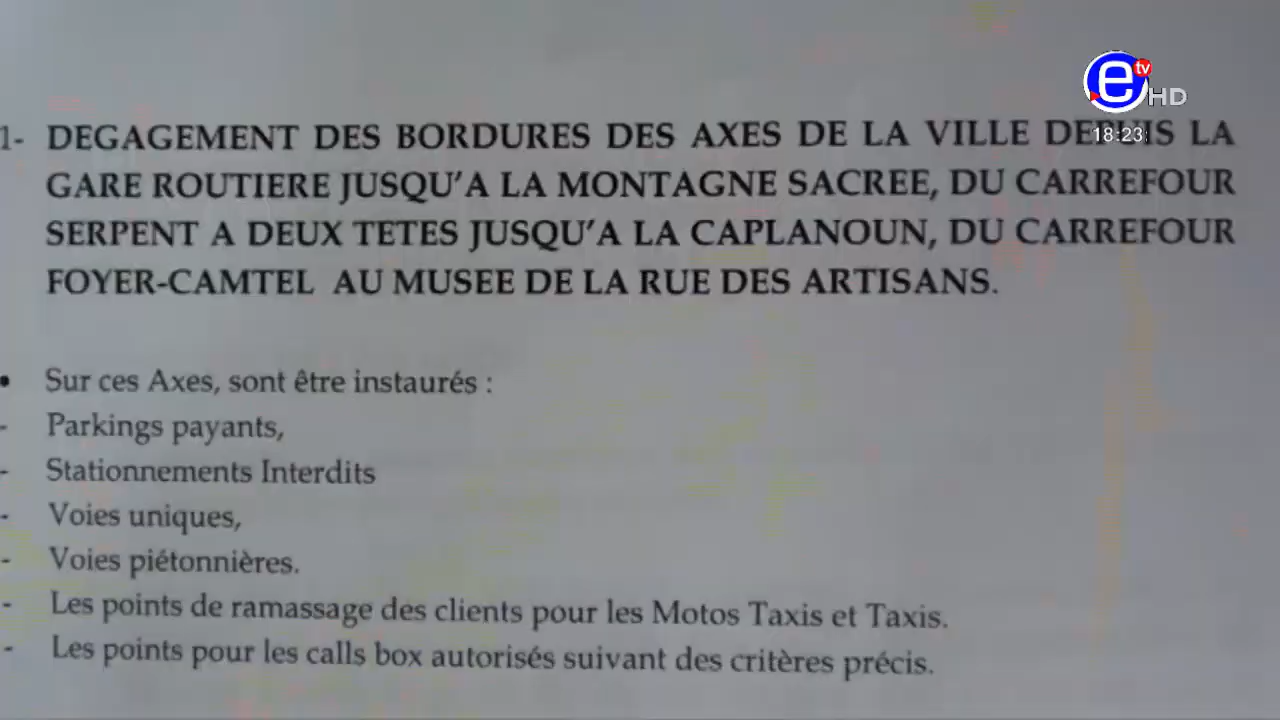 e tv HD
18:23
1- DEGAGEMENT DES BORDURES DES AXES DE LA VILLE DEPUIS LA
GARE ROUTIERE JUSQU'A LA MONTAGNE SACREE, DU CARREFOUR
SERPENT A DEUX TETES JUSQU'A LA CAPLANOUN, DU CARREFOUR
FOYER-CAMTEL AU MUSEE DE LA RUE DES ARTISANS.
• Sur ces Axes, sont être instaurés :
- Parkings payants,
- Stationnements Interdits
- Voies uniques,
- Voies piétonnières.
- Les points de ramassage des clients pour les Motos Taxis et Taxis.
- Les points pour les calls box autorisés suivant des critères précis.